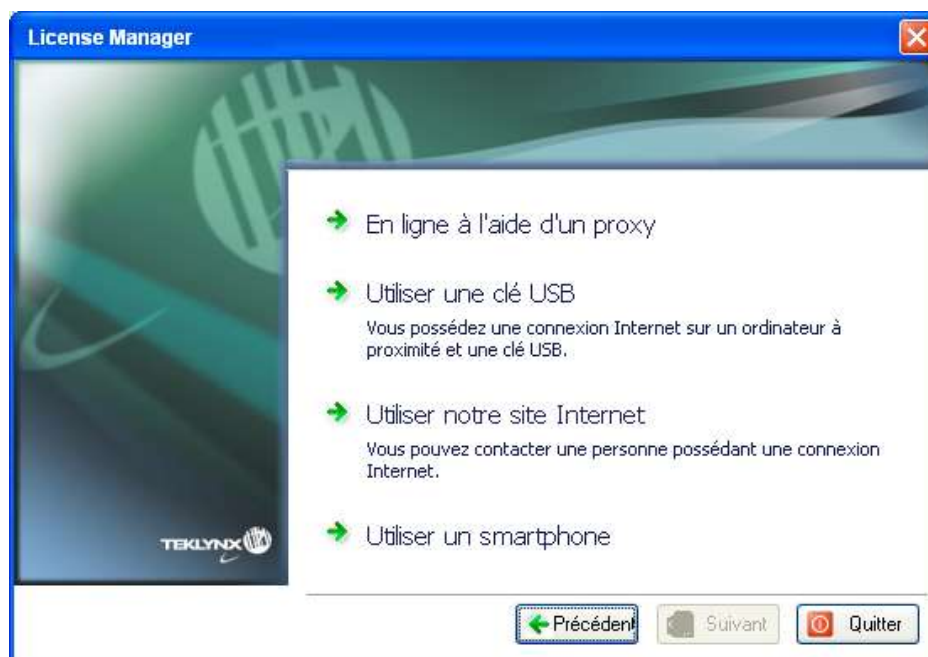 License Manager
En ligne à l'aide d'un proxy
Utiliser une clé USB
Vous possédez une connexion Internet sur un ordinateur à
proximité et une clé USB.
Utiliser notre site Internet
Vous pouvez contacter une personne possédant une connexion
Internet.
Utiliser un smartphone
TEKLYNX
Précédent
Suivant
Quitter